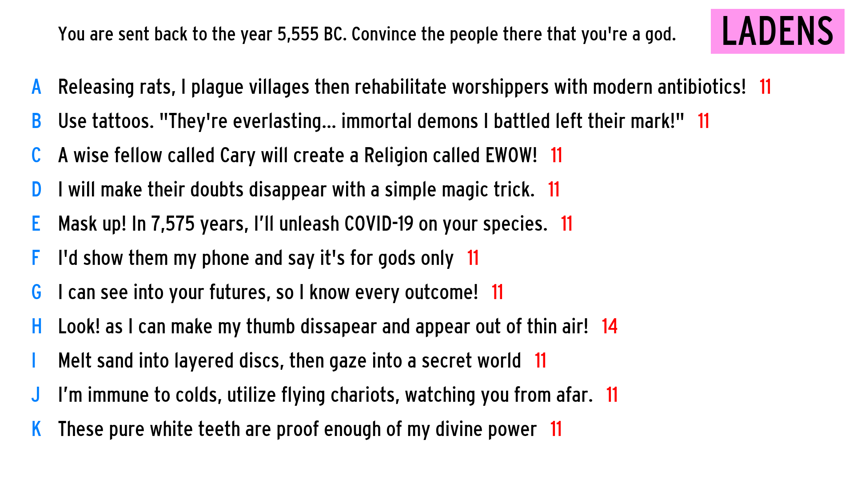 You are sent back to the year 5,555 BC. Convince the people there that you're a god.
LADENS
A Releasing rats, I plague villages then rehabilitate worshippers with modern antibiotics! 11
B Use tattoos. "They're everlasting... immortal demons I battled left their mark!" 11
C A wise fellow called Cary will create a Religion called EWOW! 11
D I will make their doubts disappear with a simple magic trick. 11
E Mask up! In 7,575 years, I’ll unleash COVID-19 on your species. 11
F I'd show them my phone and say it's for gods only 11
G I can see into your futures, so I know every outcome! 11
H Look! as I can make my thumb dissapear and appear out of thin air! 14
I Melt sand into layered discs, then gaze into a secret world 11
J I’m immune to colds, utilize flying chariots, watching you from afar. 11
K These pure white teeth are proof enough of my divine power 11